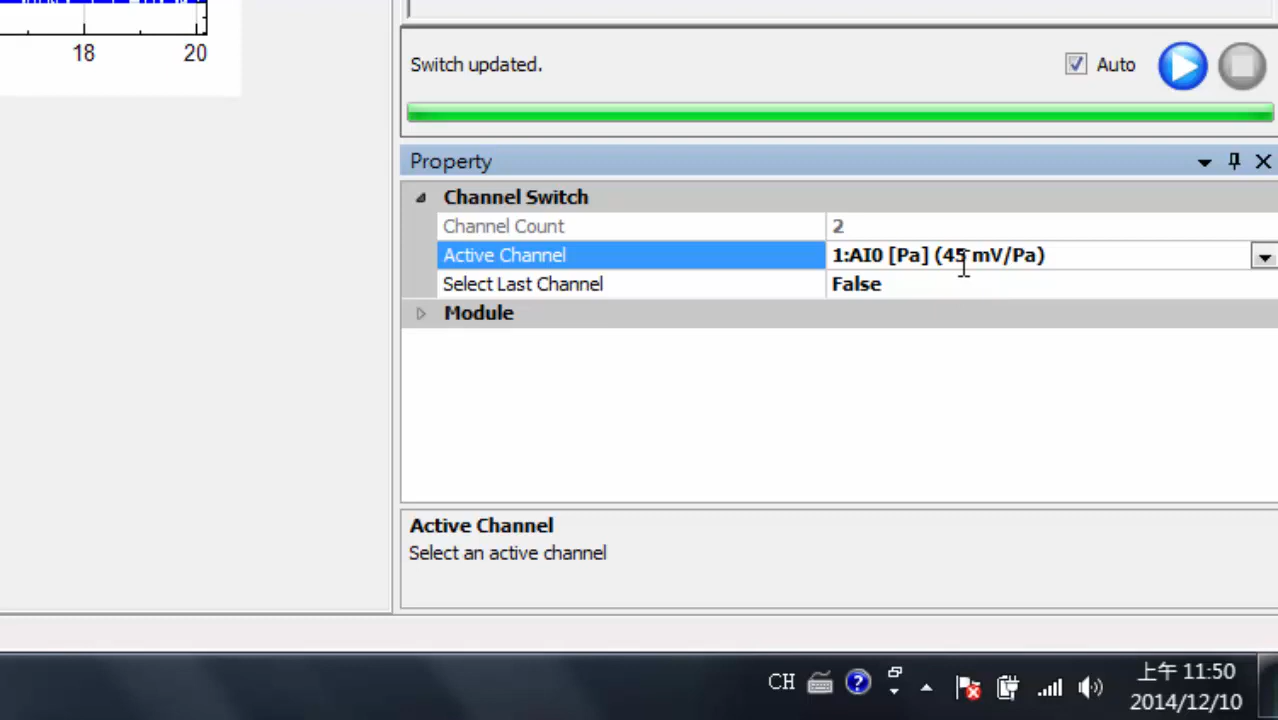 18 20
Switch updated.
Auto
Property
Channel Switch
Channel Count 2
Active Channel 1:AI0 [Pa] (45 mV/Pa)
Select Last Channel False
Module
Active Channel
Select an active channel
CH
上午 11:50
2014/12/10